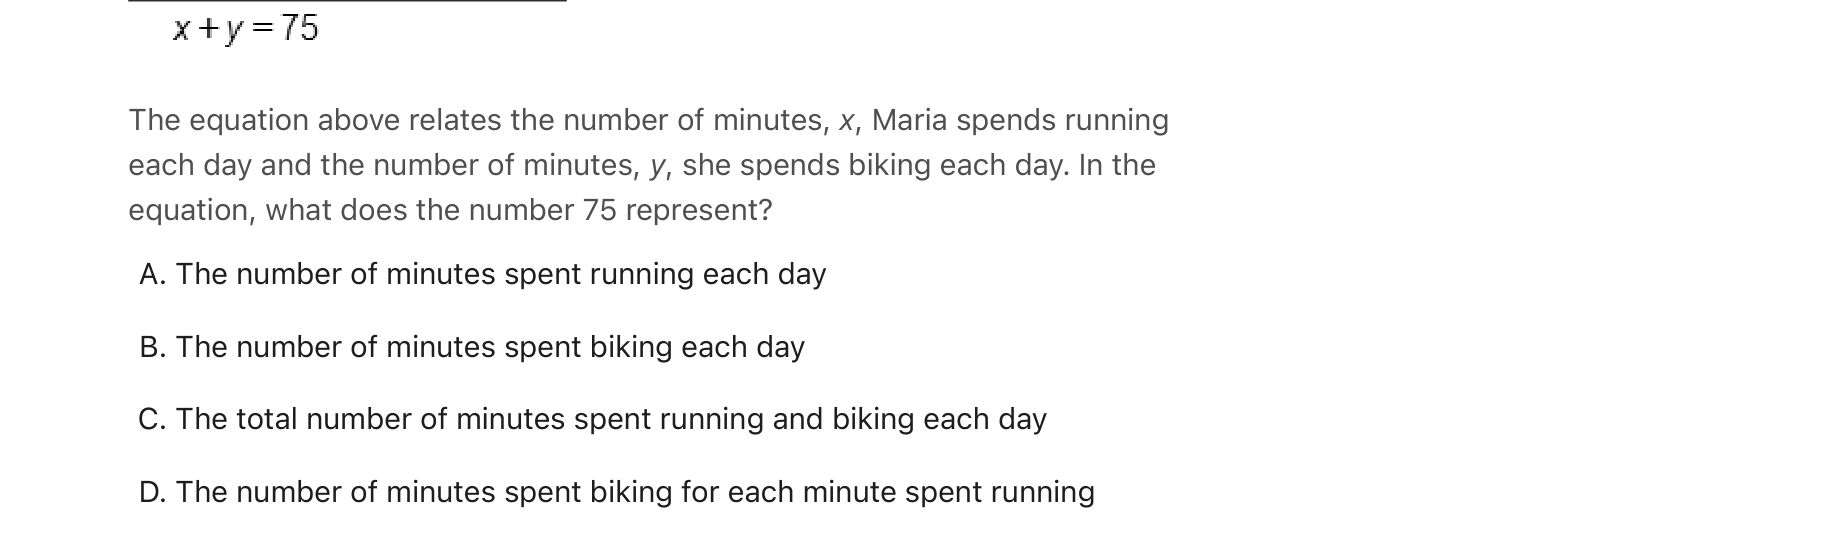 x+y=75
The equation above relates the number of minutes, x, Maria spends running
each day and the number of minutes, y, she spends biking each day. In the
equation, what does the number 75 represent?
A. The number of minutes spent running each day
B. The number of minutes spent biking each day
C. The total number of minutes spent running and biking each day
D. The number of minutes spent biking for each minute spent running